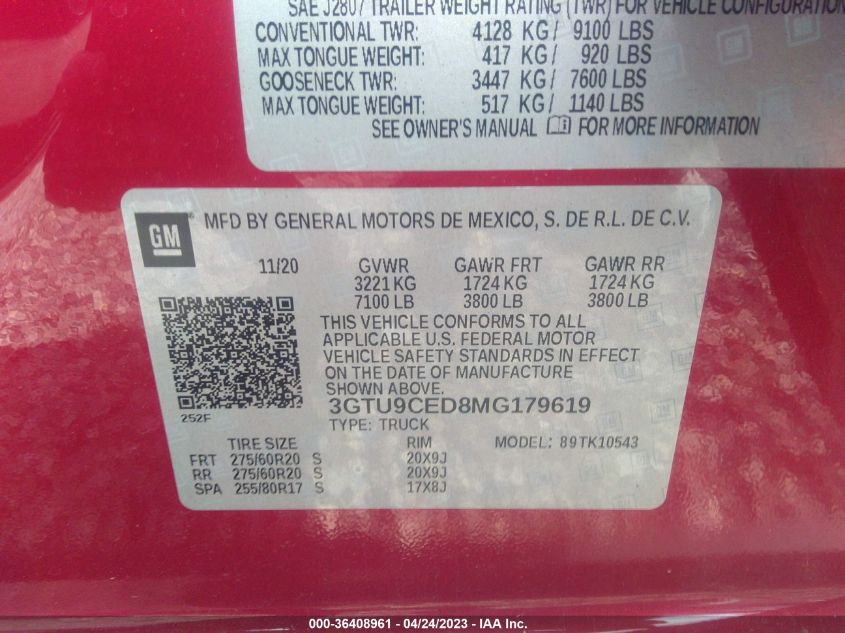 SAE J2807 TRAILER WEIGHT RATING (TWR) FOR VEHICLE CONFIGURATION
CONVENTIONAL TWR: 4128 KG/ 9100 LBS
MAX TONGUE WEIGHT: 417 KG/ 920 LBS
GOOSENECK TWR: 3447 KG/ 7600 LBS
MAX TONGUE WEIGHT: 517 KG/ 1140 LBS
SEE OWNER'S MANUAL FOR MORE INFORMATION
GM MFD BY GENERAL MOTORS DE MEXICO, S. DE R.L. DE C.V.
11/20 GVWR GAWR FRT GAWR RR
3221 KG 1724 KG 1724 KG
7100 LB 3800 LB 3800 LB
THIS VEHICLE CONFORMS TO ALL
APPLICABLE U.S. FEDERAL MOTOR
VEHICLE SAFETY STANDARDS IN EFFECT
ON THE DATE OF MANUFACTURE
SHOWN ABOVE.
252F 3GTU9CED8MG179619
TYPE: TRUCK
TIRE SIZE RIM MODEL: 89TK10543
FRT 275/60R20 S 20X9J
RR 275/60R20 S 20X9J
SPA 255/80R17 S 17X8J
000-36408961 - 04/24/2023 - IAA Inc.